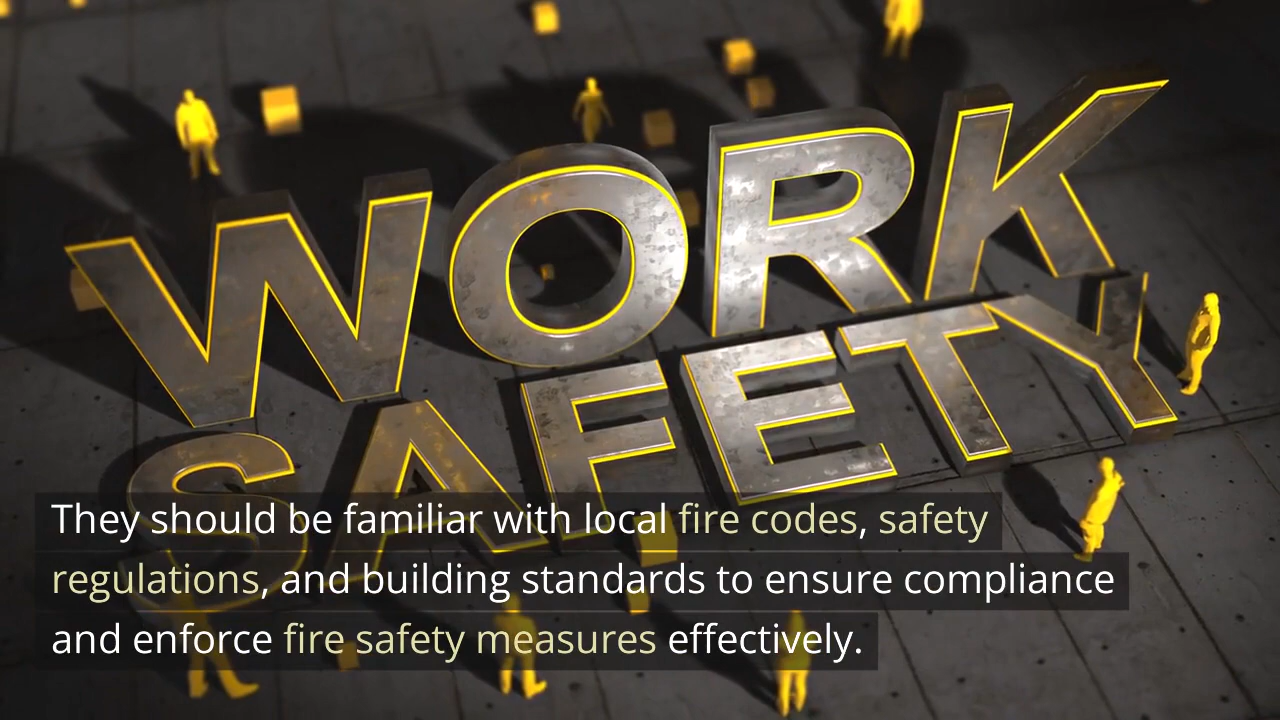 WORK
SAFETY
They should be familiar with local fire codes, safety
regulations, and building standards to ensure compliance
and enforce fire safety measures effectively.